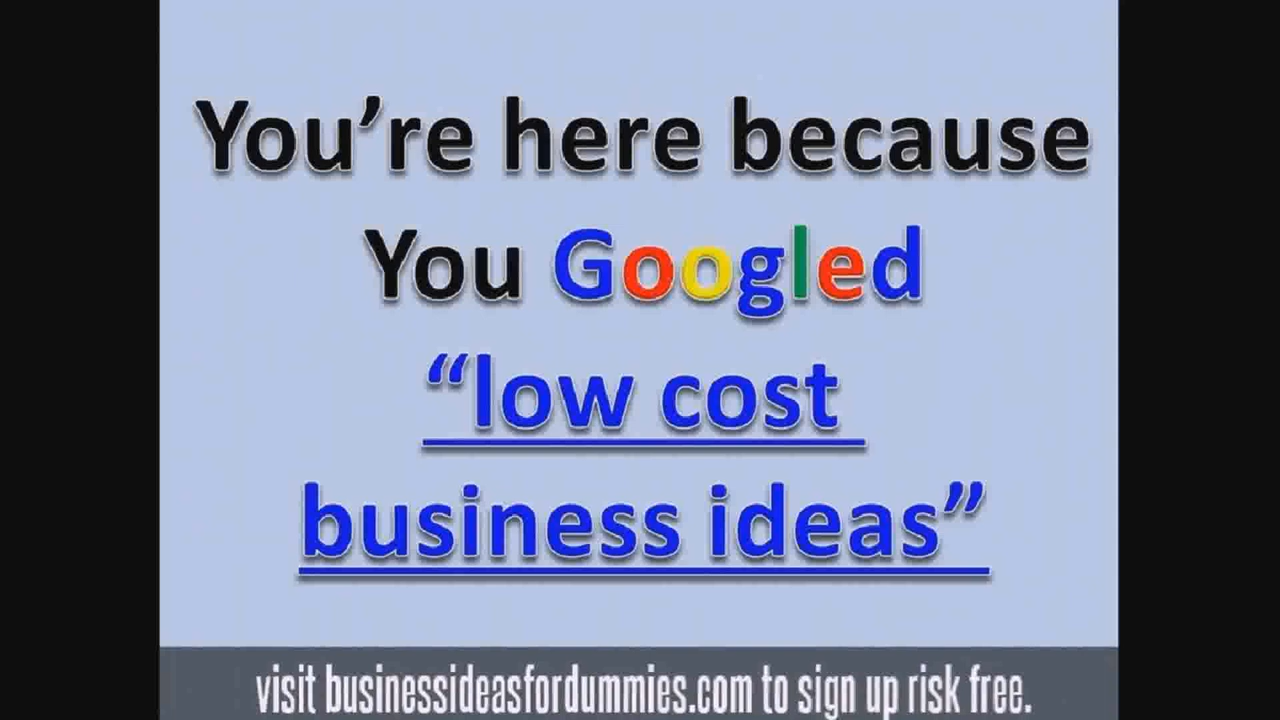 You’re here because
You Googled
“low cost
business ideas”
visit businessideasfordummies.com to sign up risk free.